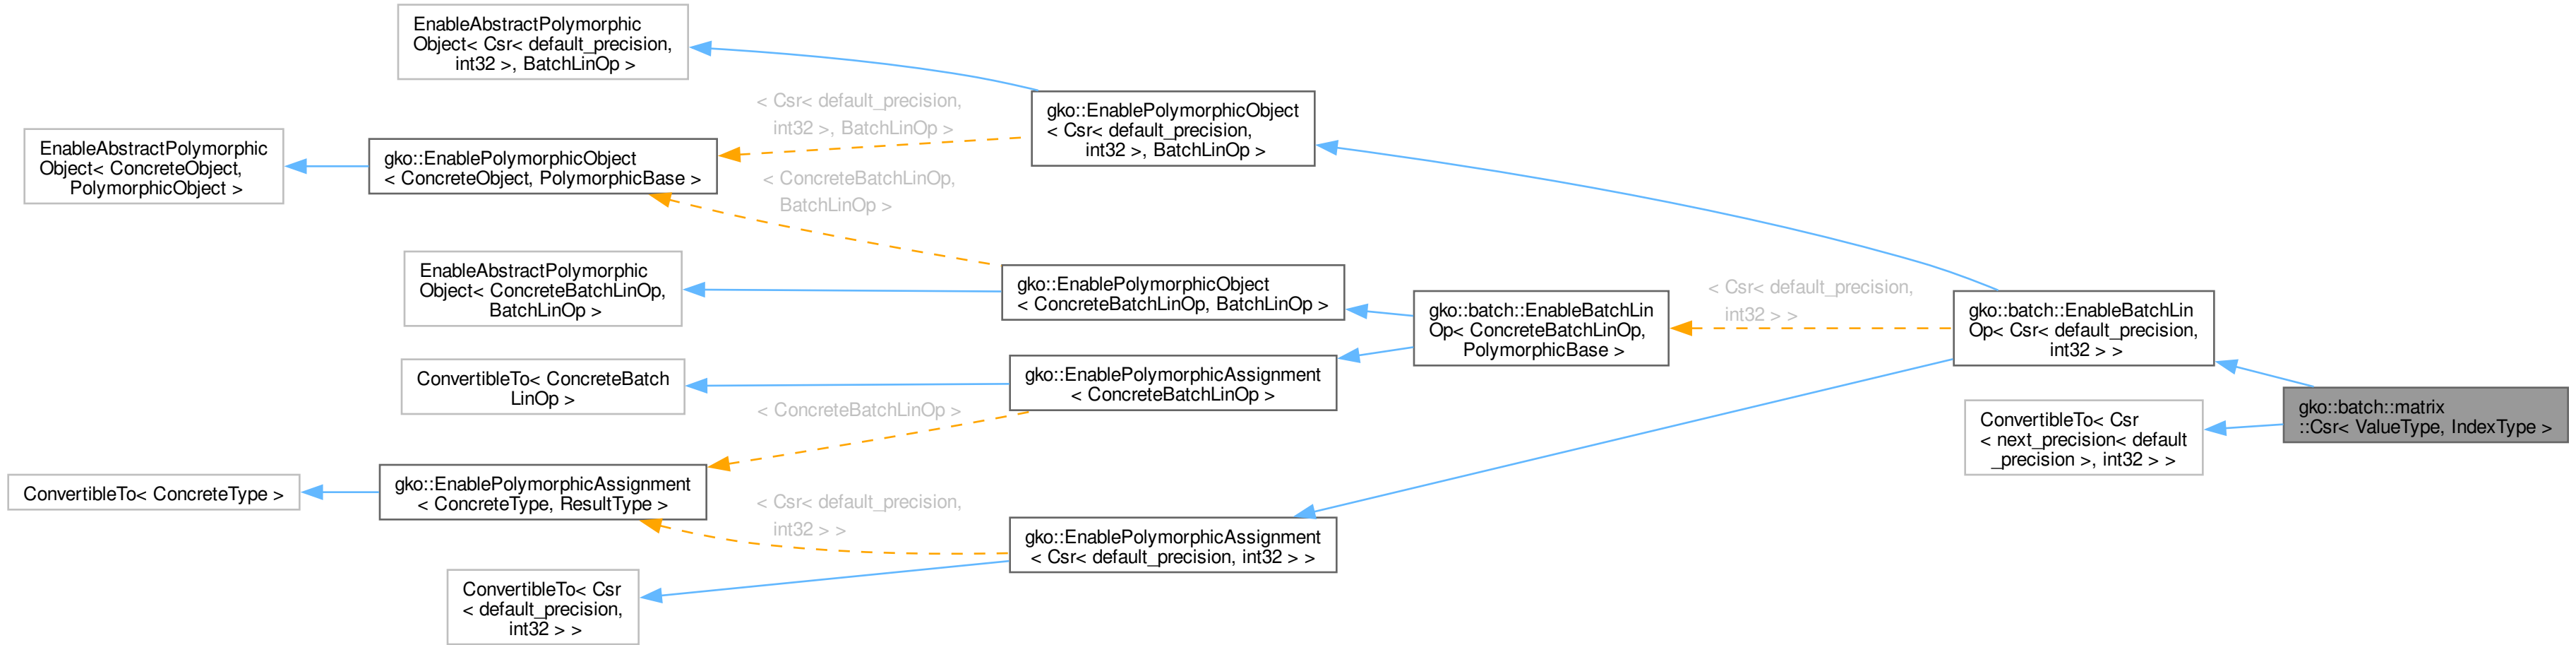 EnableAbstractPolymorphic
Object< Csr< default_precision,
int32 >, BatchLinOp >
< Csr< default_precision,
int32 >, BatchLinOp >
gko::EnablePolymorphicObject
< Csr< default_precision,
int32 >, BatchLinOp >
EnableAbstractPolymorphic
Object< ConcreteObject,
PolymorphicObject >
gko::EnablePolymorphicObject
< ConcreteObject, PolymorphicBase >
< ConcreteBatchLinOp,
BatchLinOp >
EnableAbstractPolymorphic
Object< ConcreteBatchLinOp,
BatchLinOp >
gko::EnablePolymorphicObject
< ConcreteBatchLinOp, BatchLinOp >
gko::batch::EnableBatchLin
Op< ConcreteBatchLinOp,
PolymorphicBase >
< Csr< default_precision,
int32 > >
gko::batch::EnableBatchLin
Op< Csr< default_precision,
int32 > >
ConvertibleTo< ConcreteBatch
LinOp >
gko::EnablePolymorphicAssignment
< ConcreteBatchLinOp >
< ConcreteBatchLinOp >
ConvertibleTo< Csr
< next_precision< default
_precision >, int32 > >
gko::batch::matrix
::Csr< ValueType, IndexType >
ConvertibleTo< ConcreteType >
gko::EnablePolymorphicAssignment
< ConcreteType, ResultType >
< Csr< default_precision,
int32 > >
gko::EnablePolymorphicAssignment
< Csr< default_precision, int32 > >
ConvertibleTo< Csr
< default_precision,
int32 > >